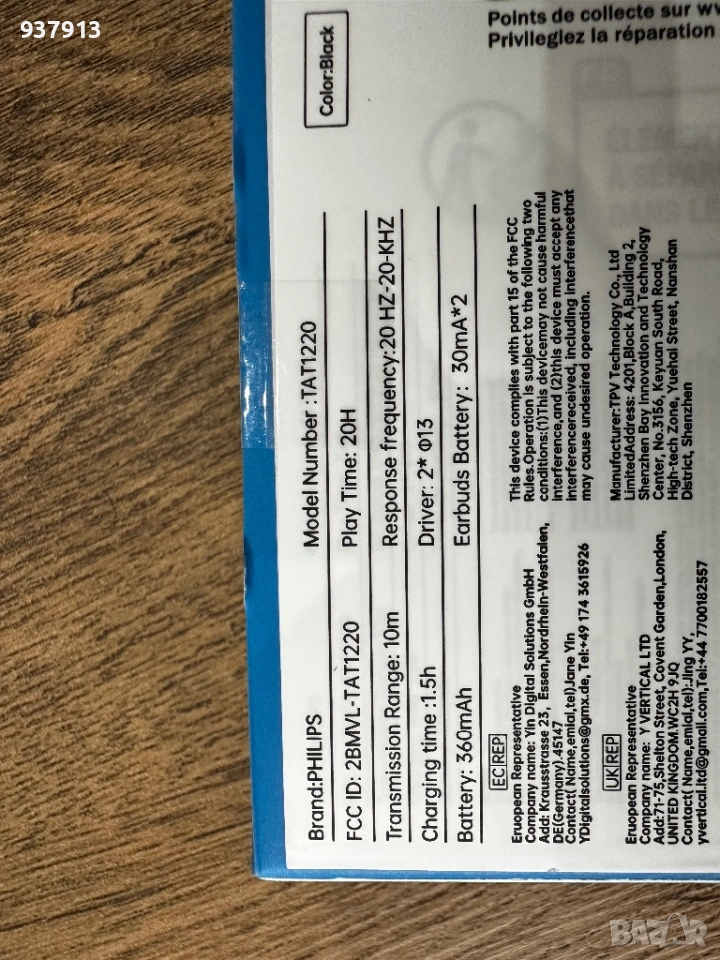 937913
Points de collecte sur
Privilegiez la réparation
Color:Black
Brand:PHILIPS Model Number :TAT1220
FCC ID: 2BMVL-TAT1220 Play Time: 20H
Transmission Range: 10m Response frequency:20 HZ-20-KHZ
Charging time :1.5h Driver: 2* Φ13
Battery: 360mAh Earbuds Battery: 30mA*2
EC REP
Eruopean Representative
Company name: Yin Digital Solutions GmbH
Add: Krausstrasse 23, Essen,Nordrhein-Westfalen,
DE(Germany).45147
Contact( Name,emlal,tel)Jane Yin
YDigitalsolutions@gmx.de, Tel:+49 174 3615926
This device complies with part 15 of the FCC
Rules.Operation is subject to the following two
conditions:(1)This devicemay not cause harmful
interference,and (2)this device must accept any
interferencereceived, including interferencethat
may cause undesired operation.
UK REP
Eruopean Representative
Company name: Y VERTICAL LTD
Add:71-75,Shelton Street, Covent Garden,London,
UNITED KINGDOM.WC2H 9JQ
Contact( Name,emlal,tel):Jing YY,
yvertical.ltd@gmail.com,Tel:+44 7700182557
Manufacturer:TPV Technology Co., Ltd
LimitedAddress: 4201,Block A,Building 2,
Shenzhen Bay Innovation and Technology
Center, No.3156, Keyuan South Road,
High-tech Zone, Yuehai Street, Nanshan
District, Shenzhen
BAZAR